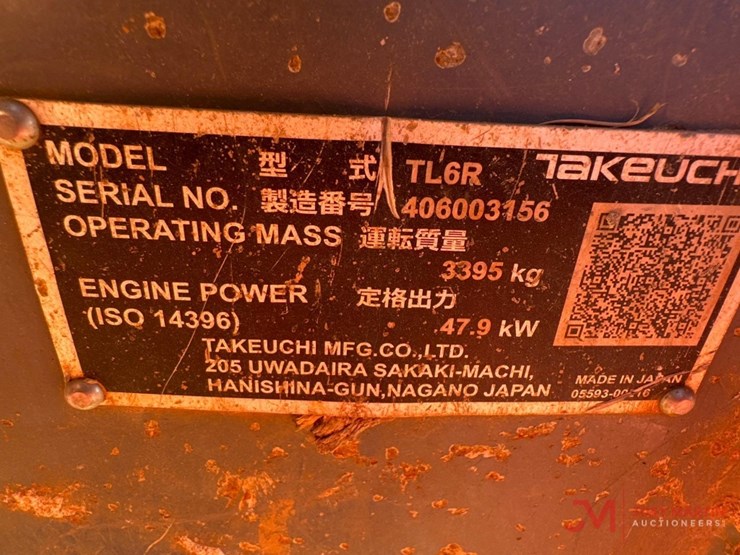 MODEL 型式 TL6R TAKEUCH
SERIAL NO. 製造番号 406003156
OPERATING MASS 運転質量
3395 kg
ENGINE POWER 定格出力
(ISO 14396) 47.9 kW
TAKEUCHI MFG.CO.,LTD.
205 UWADAIRA SAKAKI-MACHI,
HANISHINA-GUN,NAGANO JAPAN
MADE IN JAPAN
AUCTIONEERS